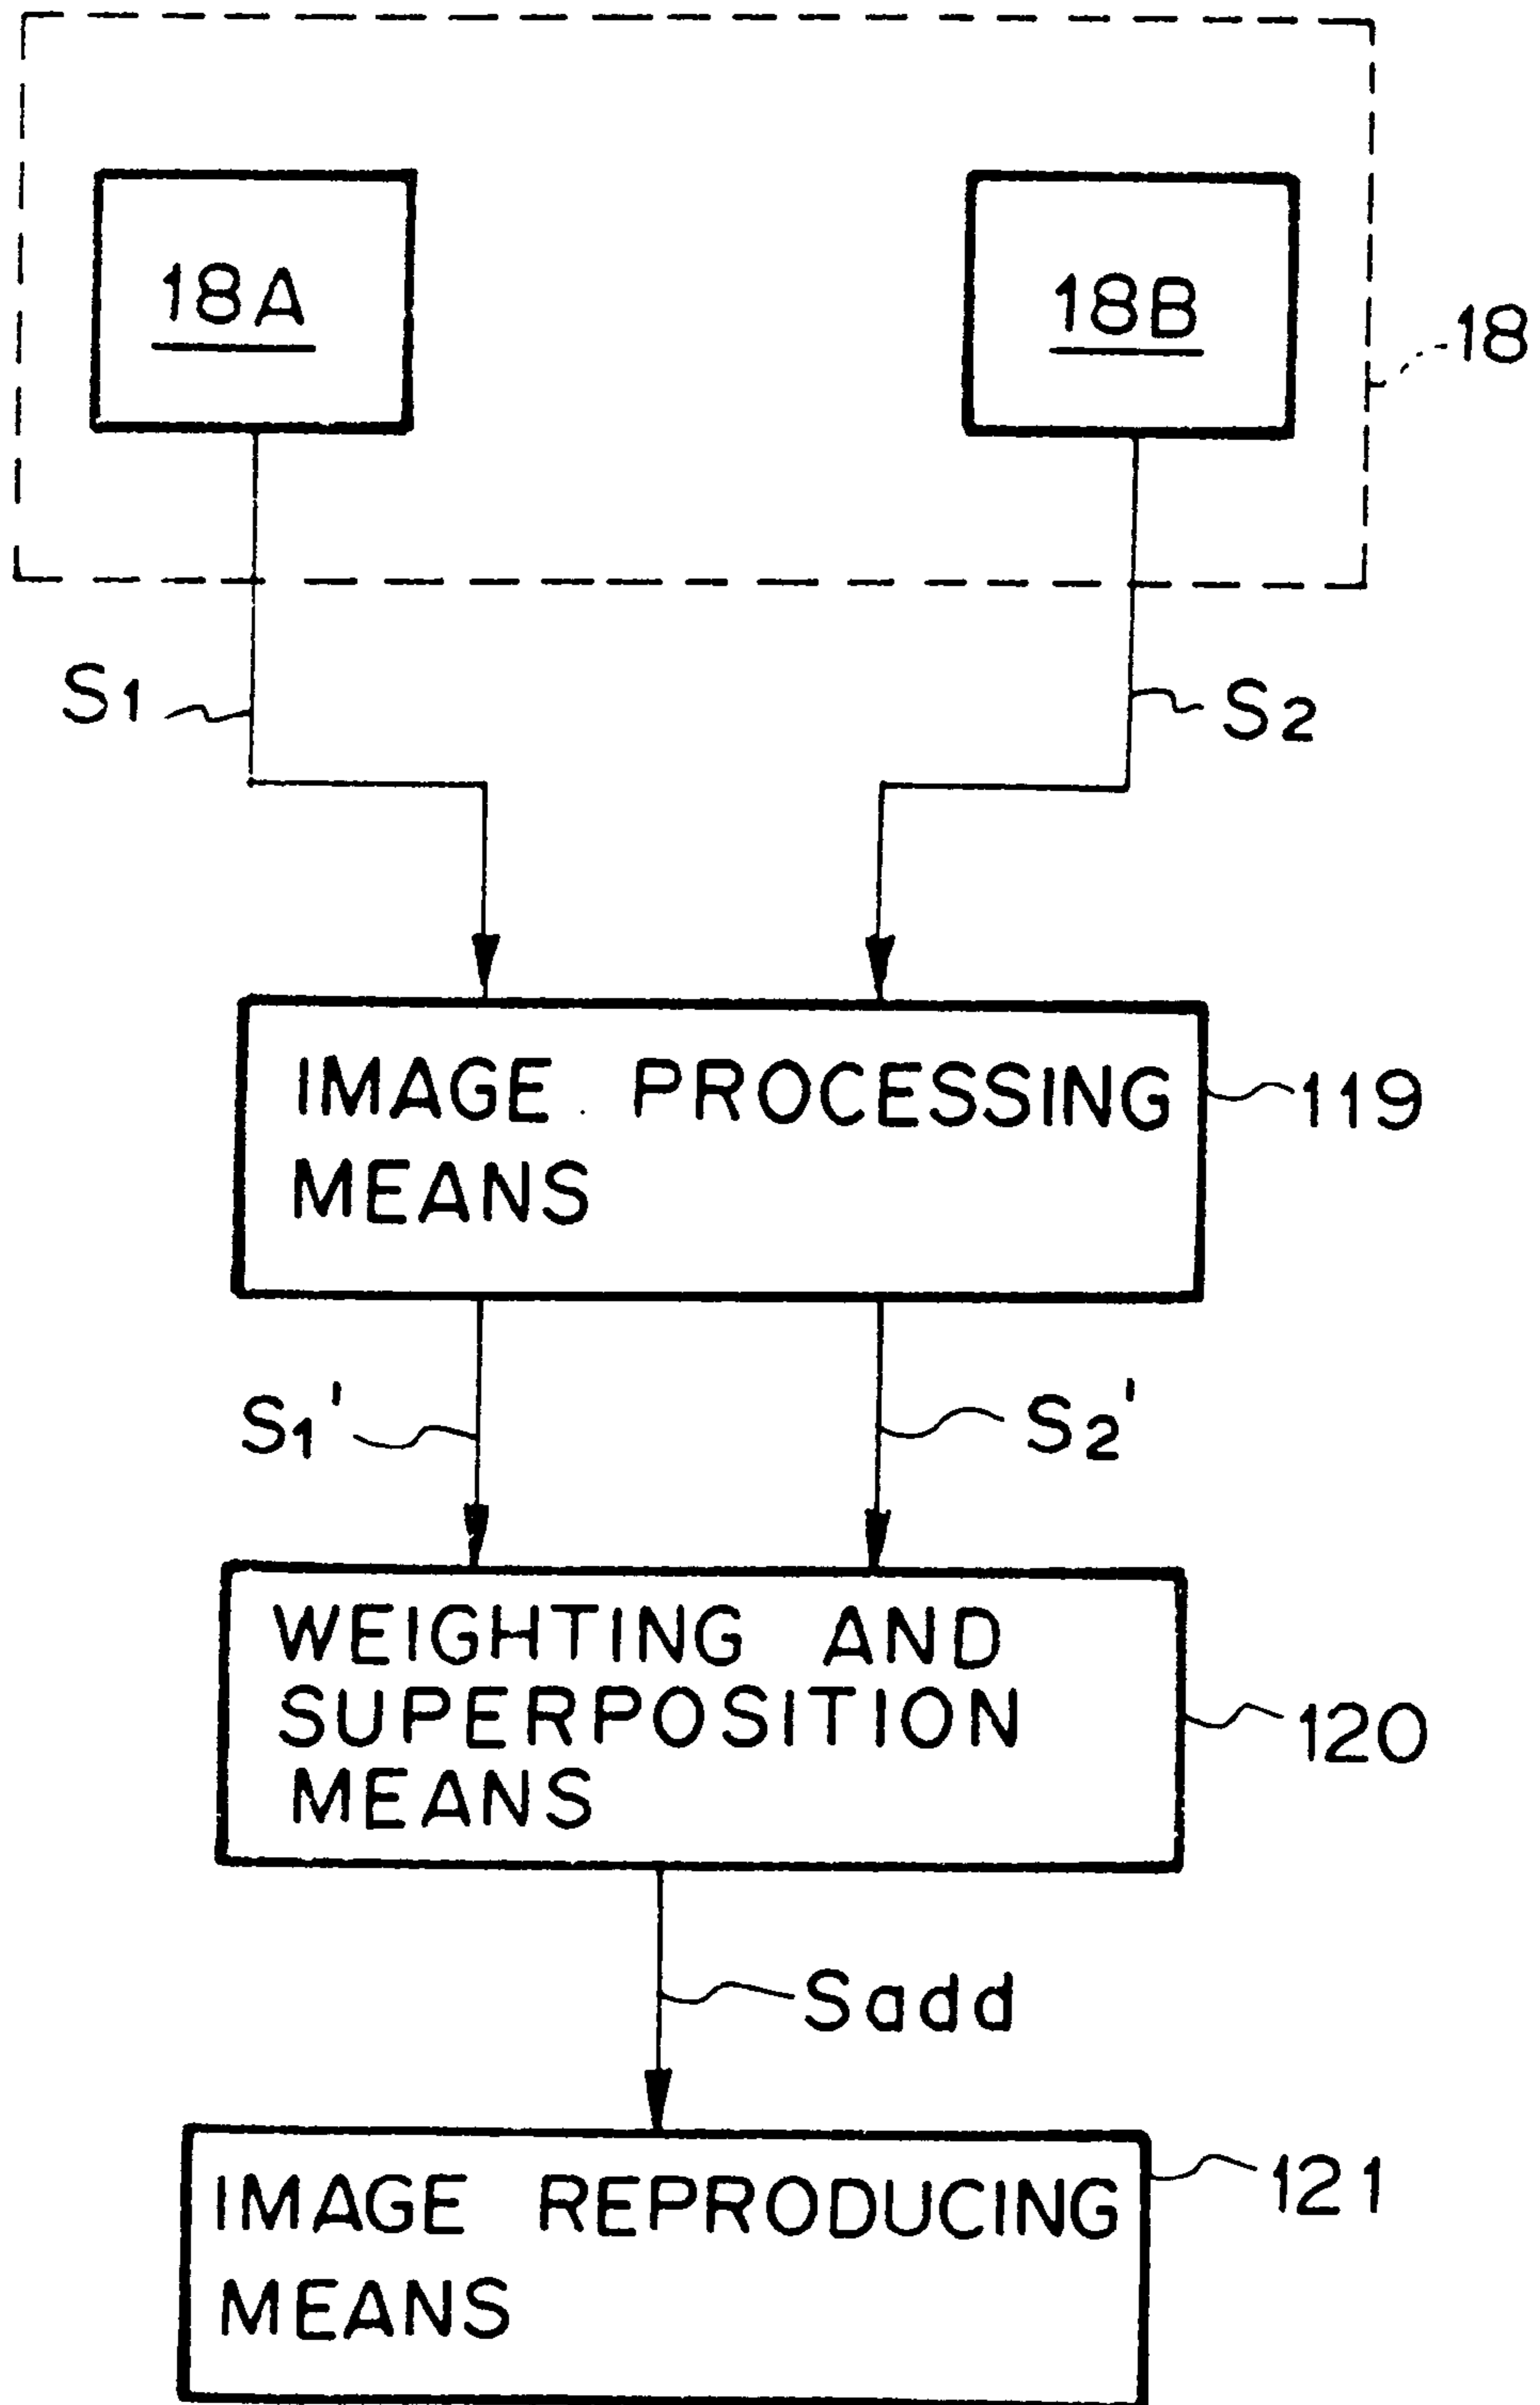 18A
18B
18
S1
S2
IMAGE PROCESSING
MEANS
119
S1'
S2'
WEIGHTING AND
SUPERPOSITION
MEANS
120
Sadd
IMAGE REPRODUCING
MEANS
121